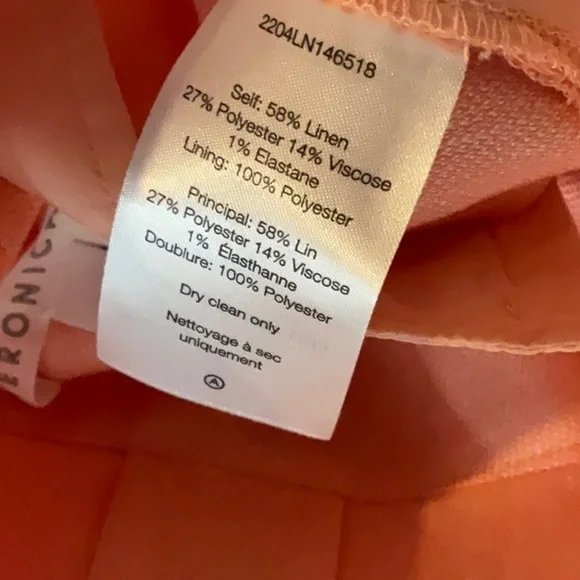 2204LN146518
Self: 58% Linen
27% Polyester 14% Viscose
1% Elastane
Lining: 100% Polyester
Principal: 58% Lin
27% Polyester 14% Viscose
1% Élasthanne
Doublure: 100% Polyester
Dry clean only
Nettoyage à sec
uniquement
A